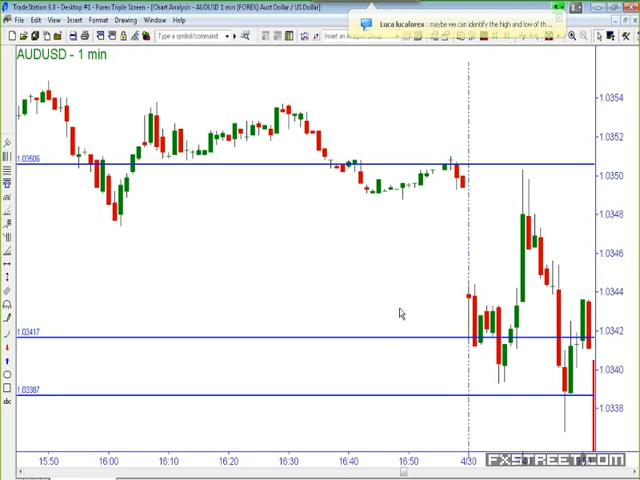 TradeStation 9.0 - Desktop #1 - Forex Triple Screen - [Chart Analysis - AUDUSD 1 min [FOREX] Aust Dollar / US Dollar]
Luca lucaforex : maybe we can identify the high and low of th...
File Edit View Insert Format Drawing Window Help
Type a symbol/command
Insert an
AUDUSD - 1 min
1.0354
1.0352
1.03506
1.0350
1.0348
1.0346
1.0344
1.03417
1.0342
1.0340
1.03387
1.0338
abc
15:50 16:00 16:10 16:20 16:30 16:40 16:50 4/30
FXSTREET.COM